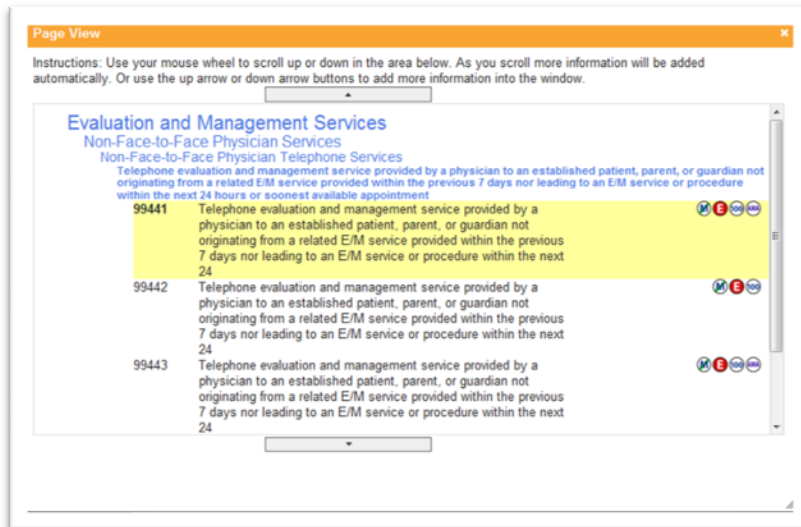 Page View
Instructions: Use your mouse wheel to scroll up or down in the area below. As you scroll more information will be added
automatically. Or use the up arrow or down arrow buttons to add more information into the window.
Evaluation and Management Services
Non-Face-to-Face Physician Services
Non-Face-to-Face Physician Telephone Services
Telephone evaluation and management service provided by a physician to an established patient, parent, or guardian not
originating from a related E/M service provided within the previous 7 days nor leading to an E/M service or procedure
within the next 24 hours or soonest available appointment
99441 Telephone evaluation and management service provided by a M E 100 AMA
physician to an established patient, parent, or guardian not
originating from a related E/M service provided within the previous
7 days nor leading to an E/M service or procedure within the next
24
99442 Telephone evaluation and management service provided by a M E 100
physician to an established patient, parent, or guardian not
originating from a related E/M service provided within the previous
7 days nor leading to an E/M service or procedure within the next
24
99443 Telephone evaluation and management service provided by a M E 100 AMA
physician to an established patient, parent, or guardian not
originating from a related E/M service provided within the previous
7 days nor leading to an E/M service or procedure within the next
24